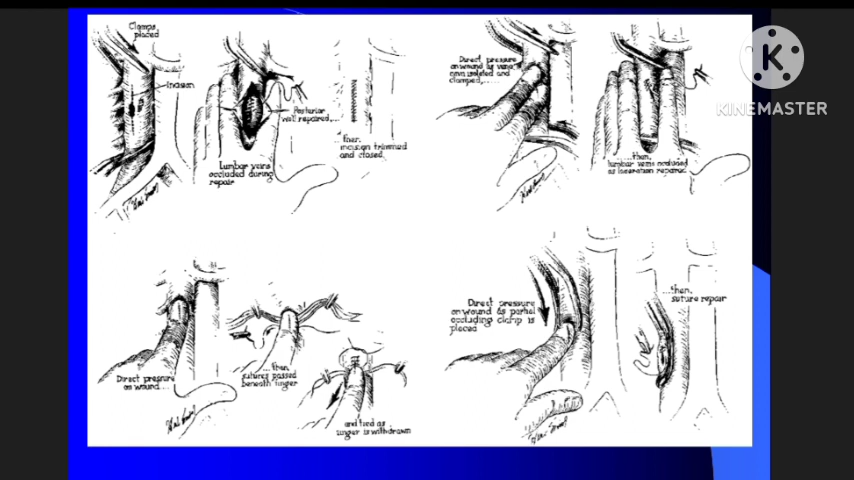 Clamps
placed
incision
Posterior
wall repaired,...
...then,
incision trimmed
and closed.
Lumbar veins
occluded during
repair
Direct pressure
on wound as vena
cava isolated and
clamped,.....
.....then,
lumbar veins occluded
as laceration repaired
Direct pressure
on wound....
...then,
sutures passed
beneath finger
and tied as
finger is withdrawn
Direct pressure
on wound as partial
occluding clamp is
placed
...then,
suture repair
K
KINEMASTER